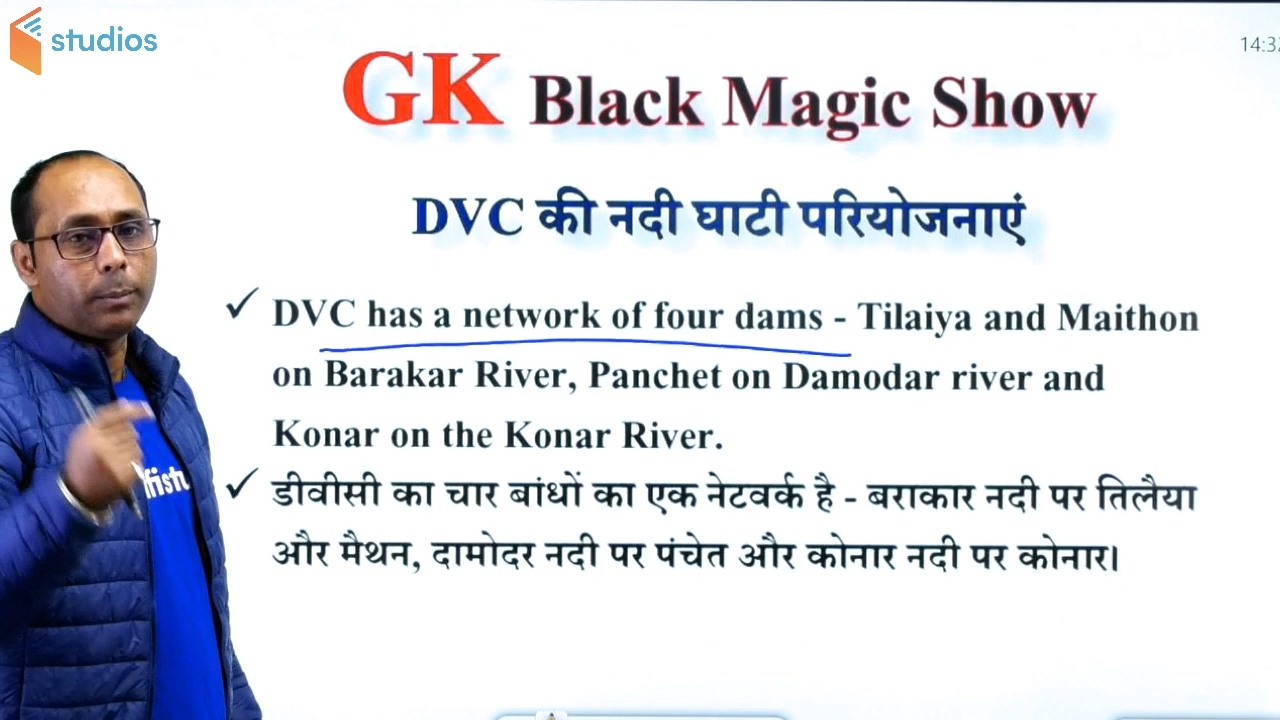 studios
14:32
GK Black Magic Show
DVC की नदी घाटी परियोजनाएं
✓ DVC has a network of four dams - Tilaiya and Maithon
on Barakar River, Panchet on Damodar river and
Konar on the Konar River.
✓ डीवीसी का चार बांधों का एक नेटवर्क है - बराकार नदी पर तिलैया
और मैथन, दामोदर नदी पर पंचेत और कोनार नदी पर कोनार।